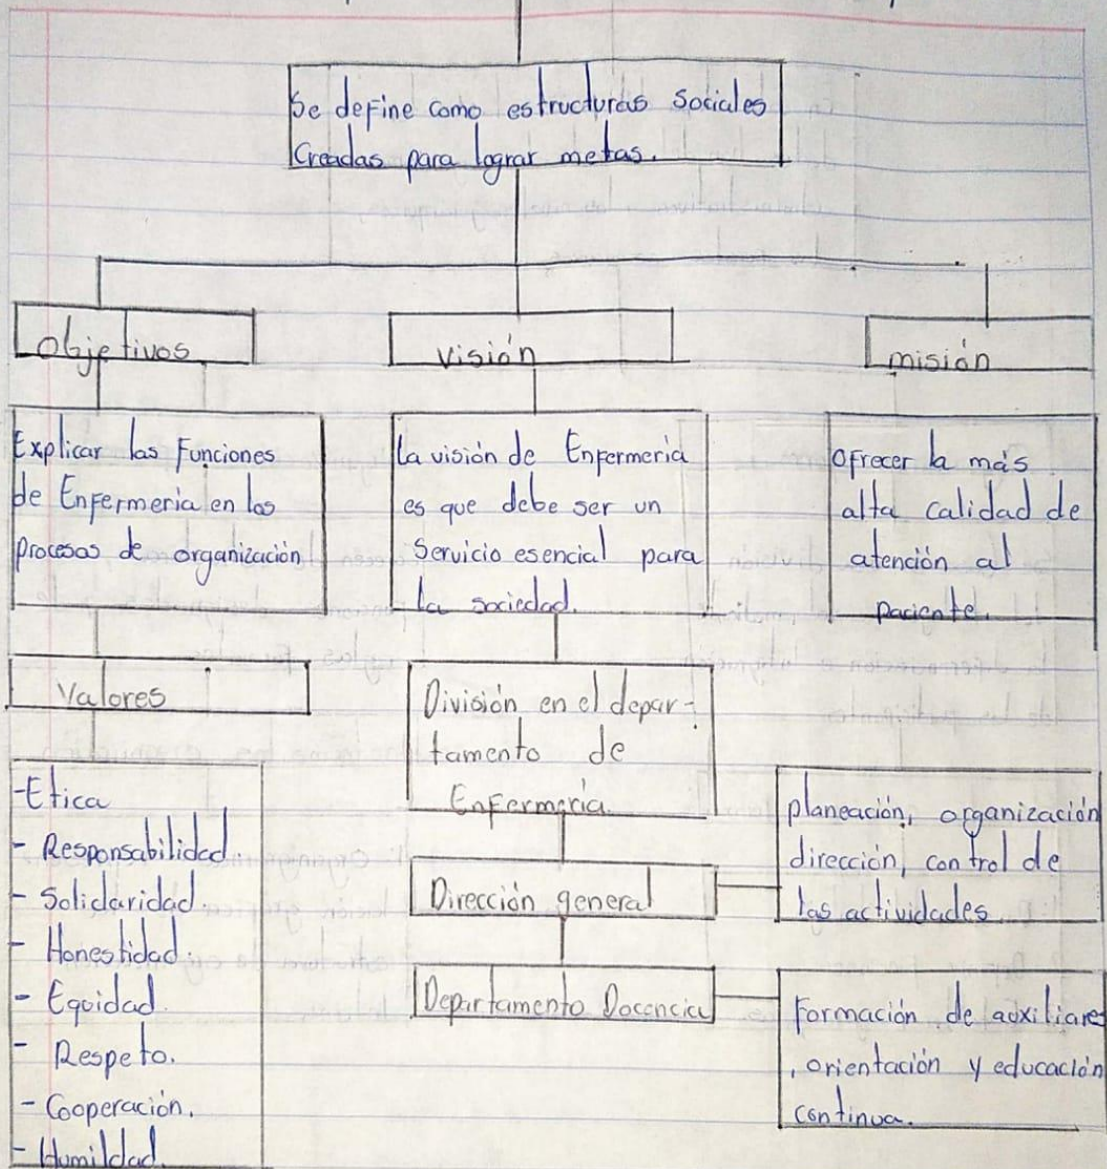 Se define como estructuras sociales
Creadas para lograr metas.
Objetivos
visión
misión
Explicar las Funciones
de Enfermeria en los
procesos de organización
La visión de Enfermeria
es que debe ser un
Servicio esencial para
la sociedad.
Ofrecer la más
alta calidad de
atención al
paciente.
Valores
-Etica
- Responsabilidad.
- Solidaridad.
- Honestidad.
- Equidad.
- Respeto.
- Cooperación.
- Humildad.
División en el depar-
tamento de
Enfermería.
Dirección general
planeación, organización
dirección, control de
las actividades.
Departamento Docencia
Formación de auxiliares
, orientación y educación
continua.